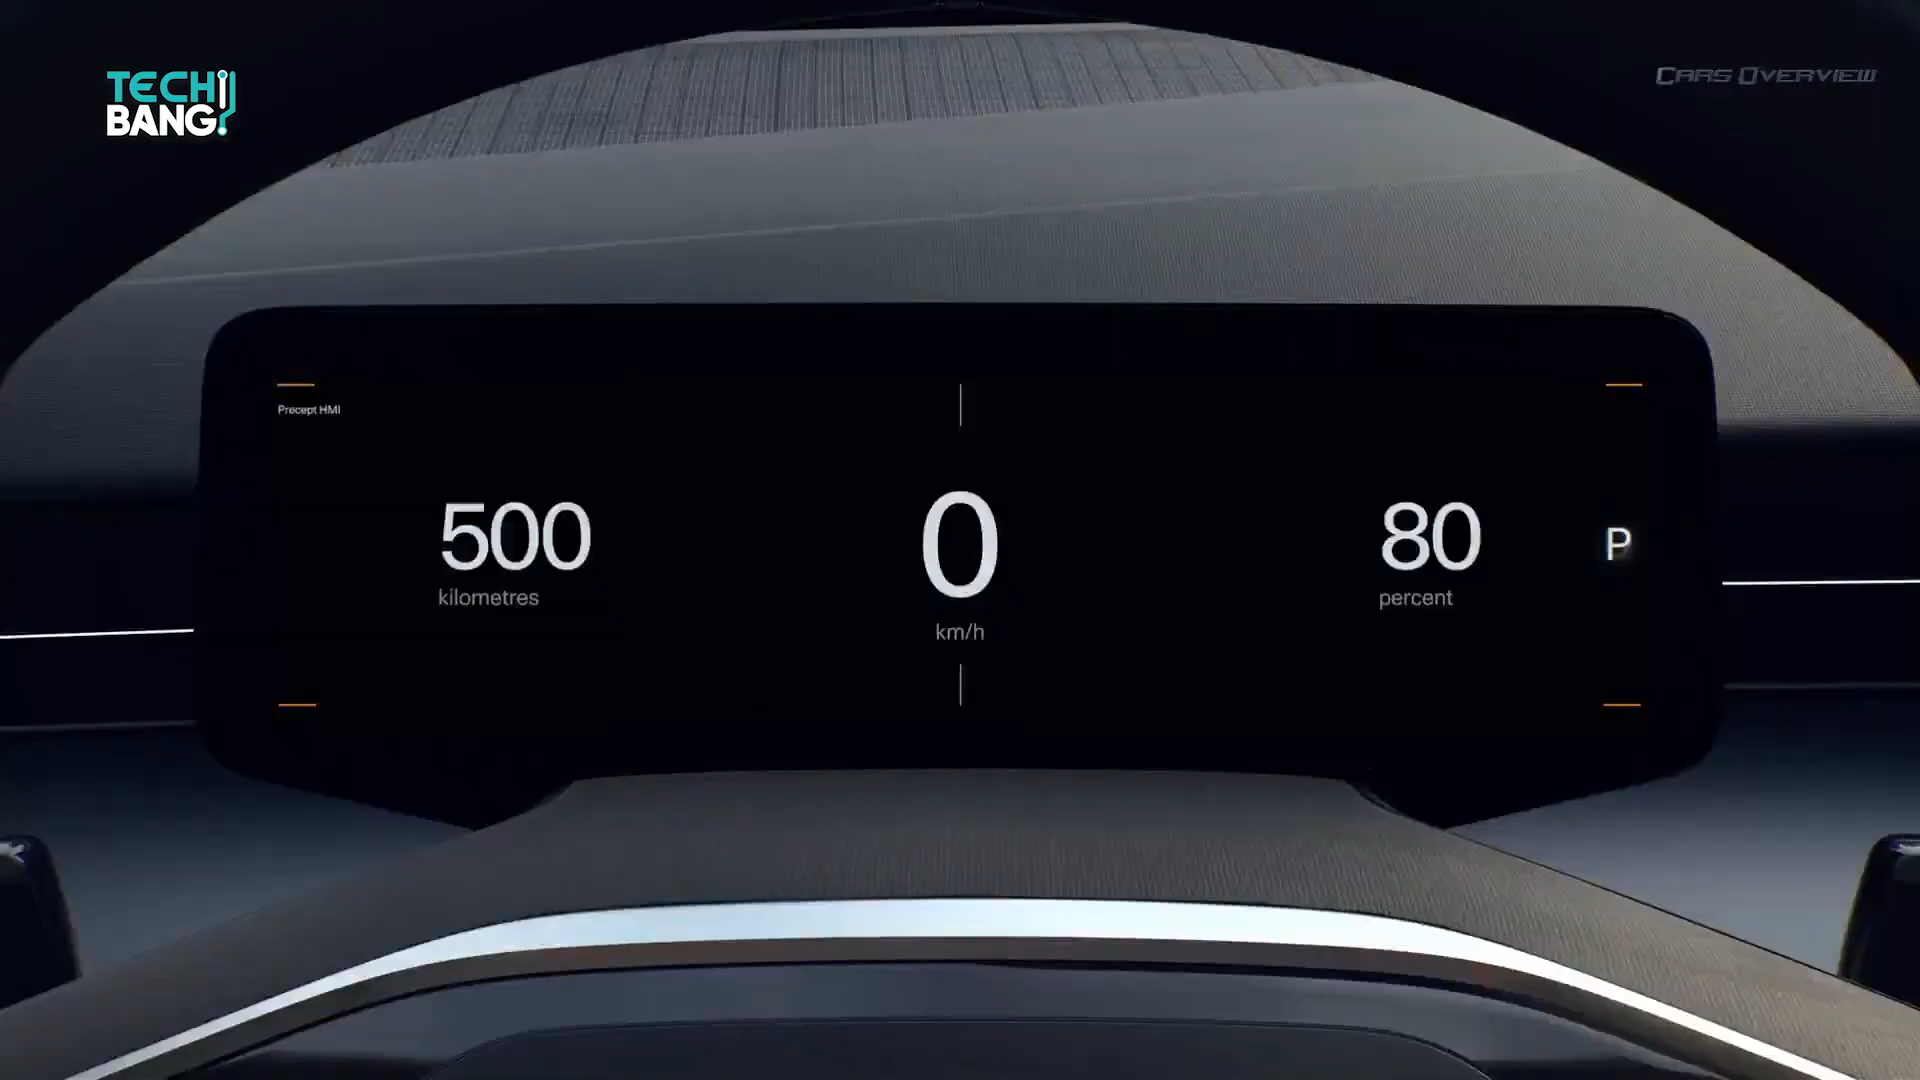 TECH
BANG!
CARS OVERVIEW
Precept HMI
500
kilometres
0
km/h
80
percent
P